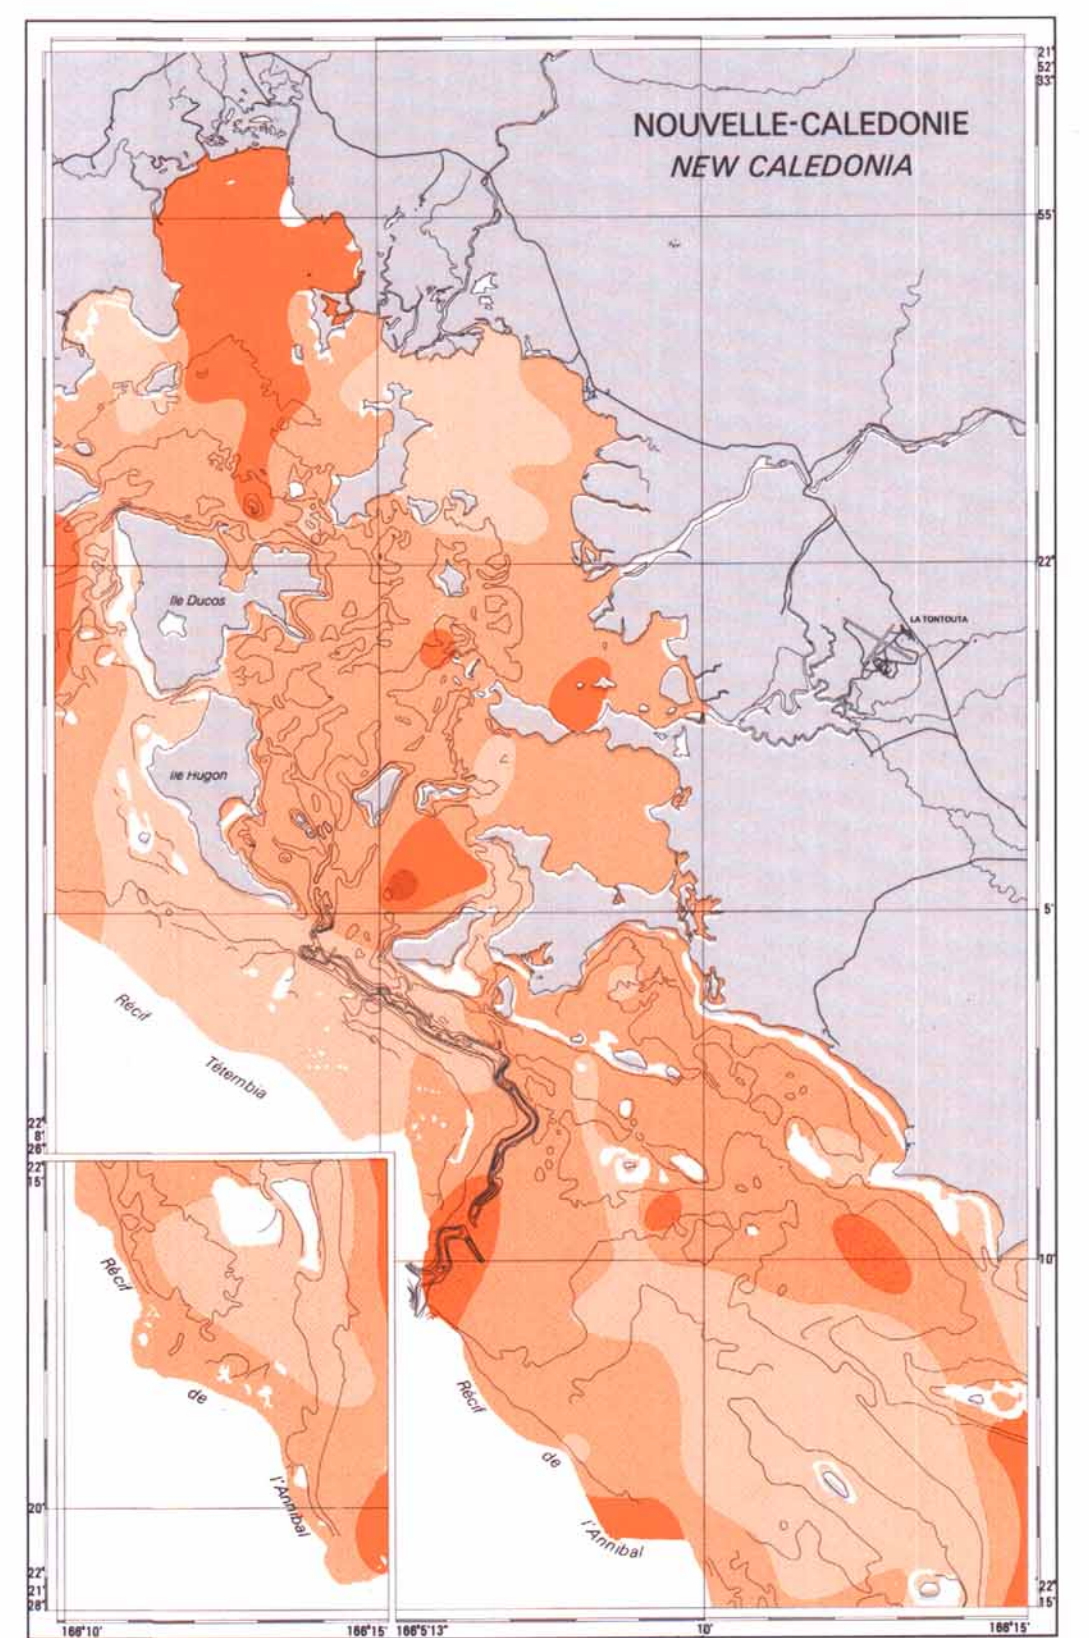 NOUVELLE-CALEDONIE
NEW CALEDONIA
21°
52'
33"
55'
Ile Ducos
22°
LA TONTOUTA
Ile Hugon
5'
Récif
Tétembia
22°
8'
26"
22°
15'
10'
Récif
de
l'Annibal
Récif
de
l'Annibal
20'
22°
21'
28"
22°
15'
166°10'
166°15'
166°5'13"
10'
166°15'